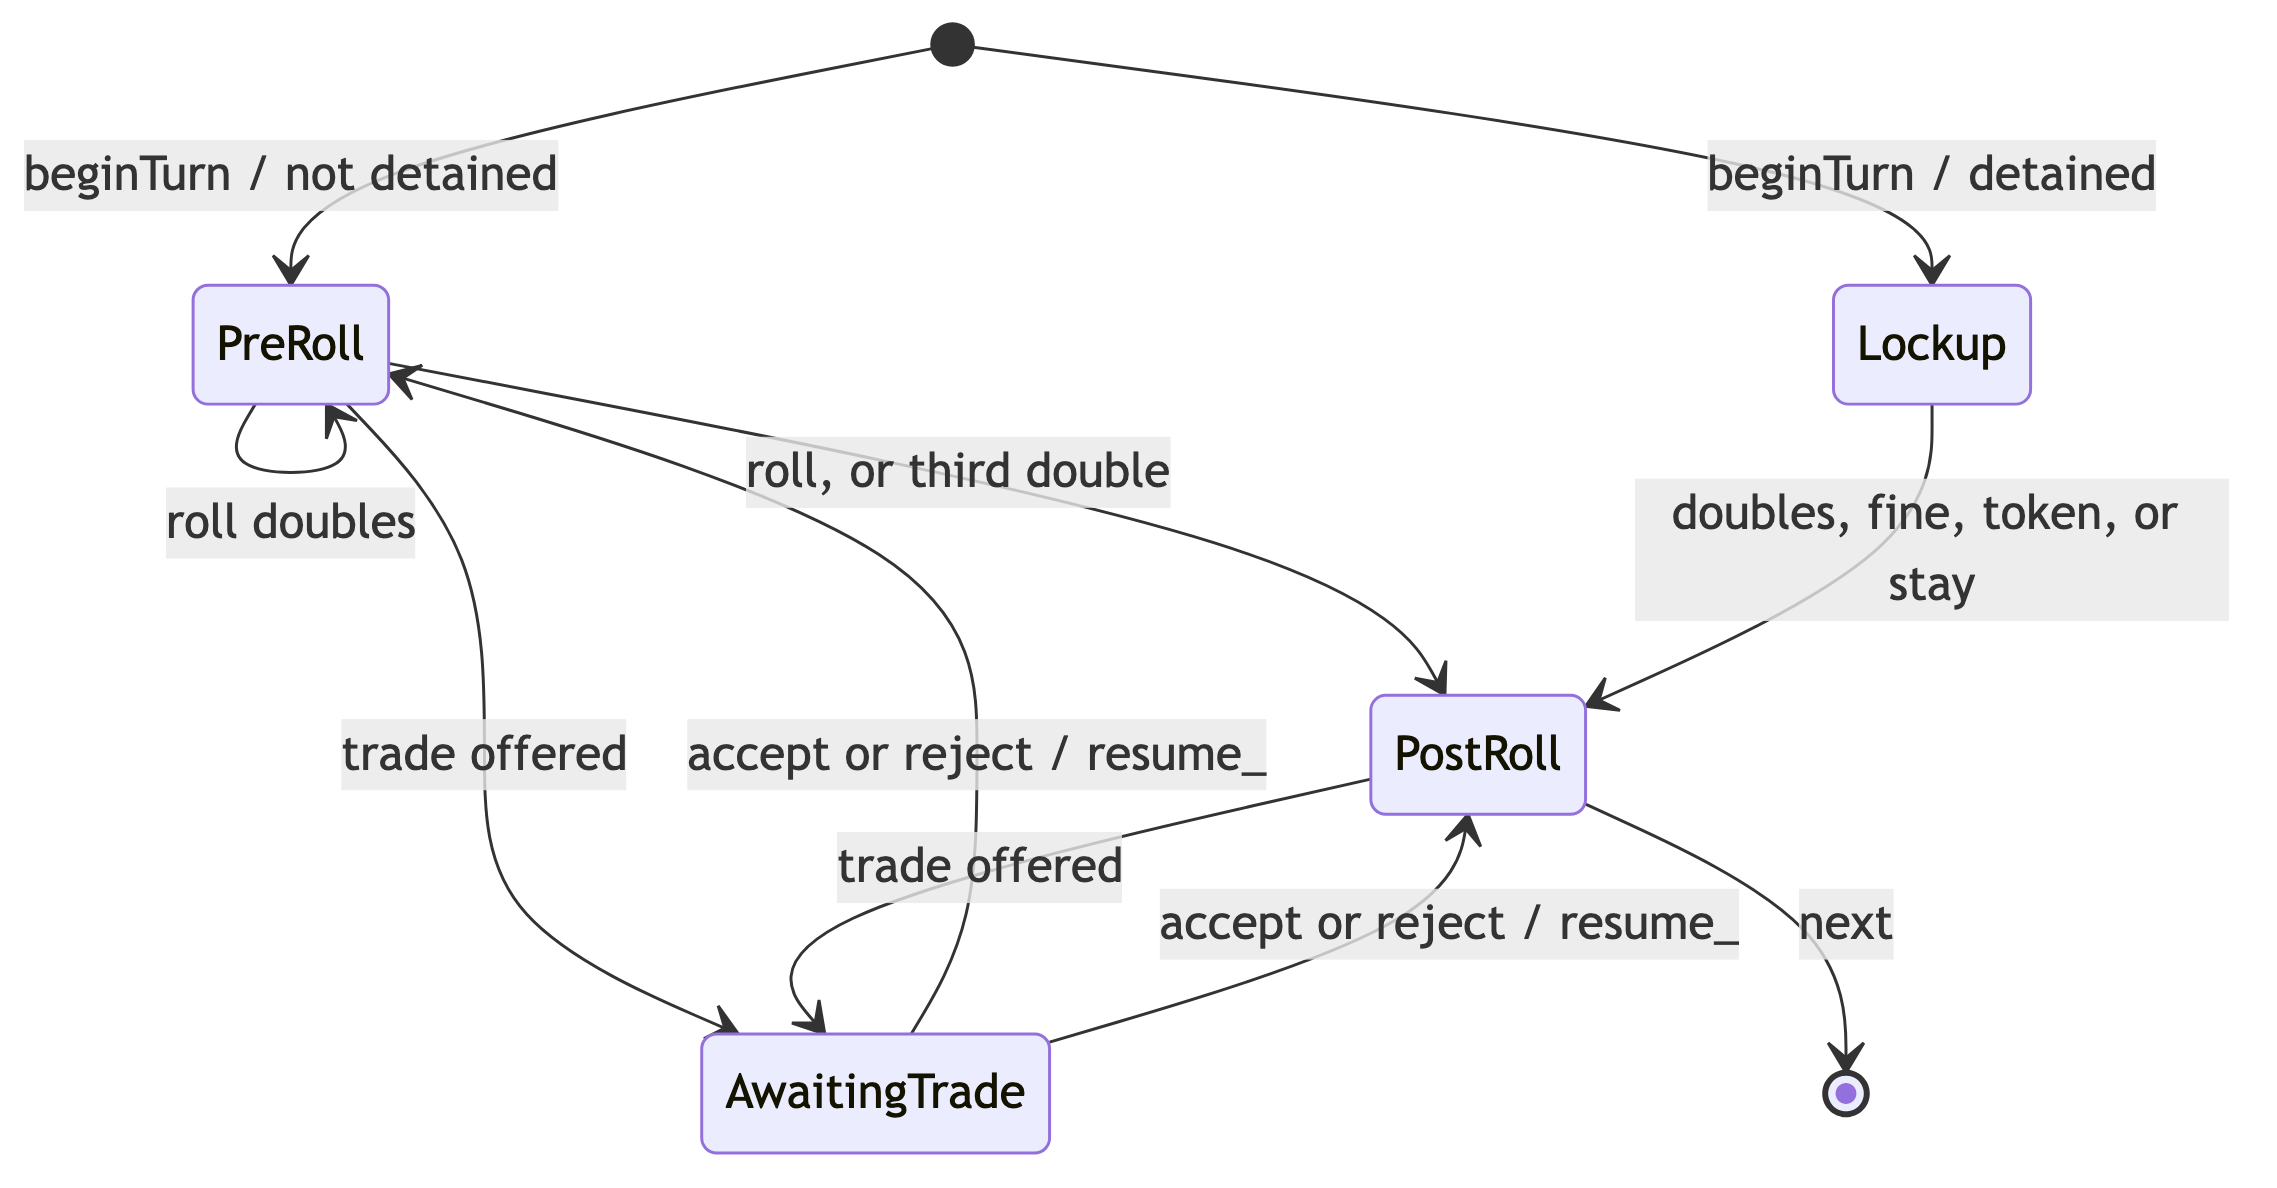 beginTurn / not detained
beginTurn / detained
PreRoll
Lockup
roll, or third double
roll doubles
doubles, fine, token, or
stay
trade offered
accept or reject / resume_
PostRoll
trade offered
accept or reject / resume_
next
AwaitingTrade